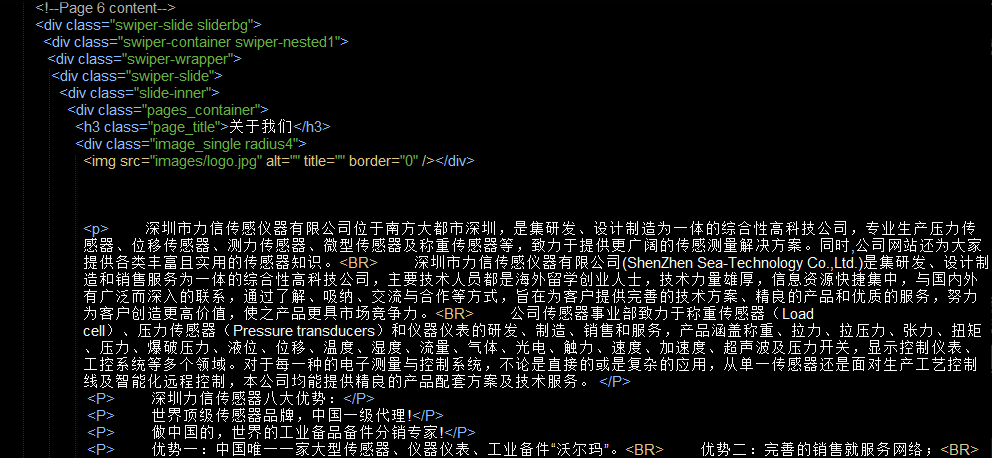 <!--Page 6 content-->
<div class="swiper-slide sliderbg">
<div class="swiper-container swiper-nested1">
<div class="swiper-wrapper">
<div class="swiper-slide">
<div class="slide-inner">
<div class="pages_container">
<h3 class="page_title">关于我们</h3>
<div class="image_single radius4">
<img src="images/logo.jpg" alt="" title="" border="0" /></div>
<p>　　深圳市力信传感仪器有限公司位于南方大都市深圳，是集研发、设计制造为一体的综合性高科技公司，专业生产压力传
感器、位移传感器、测力传感器、微型传感器及称重传感器等，致力于提供更广阔的传感测量解决方案。同时,公司网站还为大家
提供各类丰富且实用的传感器知识。<BR>　　深圳市力信传感仪器有限公司(ShenZhen Sea-Technology Co.,Ltd.)是集研发、设计制
造和销售服务为一体的综合性高科技公司，主要技术人员都是海外留学创业人士，技术力量雄厚，信息资源快捷集中，与国内外
有广泛而深入的联系，通过了解、吸纳、交流与合作等方式，旨在为客户提供完善的技术方案、精良的产品和优质的服务，努力
为客户创造更高价值，使之产品更具市场竞争力。<BR>　　公司传感器事业部致力于称重传感器（Load
cell）、压力传感器（Pressure transducers）和仪器仪表的研发、制造、销售和服务，产品涵盖称重、拉力、拉压力、张力、扭矩
、压力、爆破压力、液位、位移、温度、湿度、流量、气体、光电、触力、速度、加速度、超声波及压力开关，显示控制仪表、
工控系统等多个领域。对于每一种的电子测量与控制系统，不论是直接的或是复杂的应用，从单一传感器还是面对生产工艺控制
线及智能化远程控制，本公司均能提供精良的产品配套方案及技术服务。 </P>
<P>　　深圳力信传感器八大优势：</P>
<P>　　世界顶级传感器品牌，中国一级代理!</P>
<P>　　做中国的，世界的工业备品备件分销专家!</P>
<P>　　优势一：中国唯一一家大型传感器、仪器仪表、工业备件“沃尔玛”。<BR>　　优势二：完善的销售就服务网络；<BR>